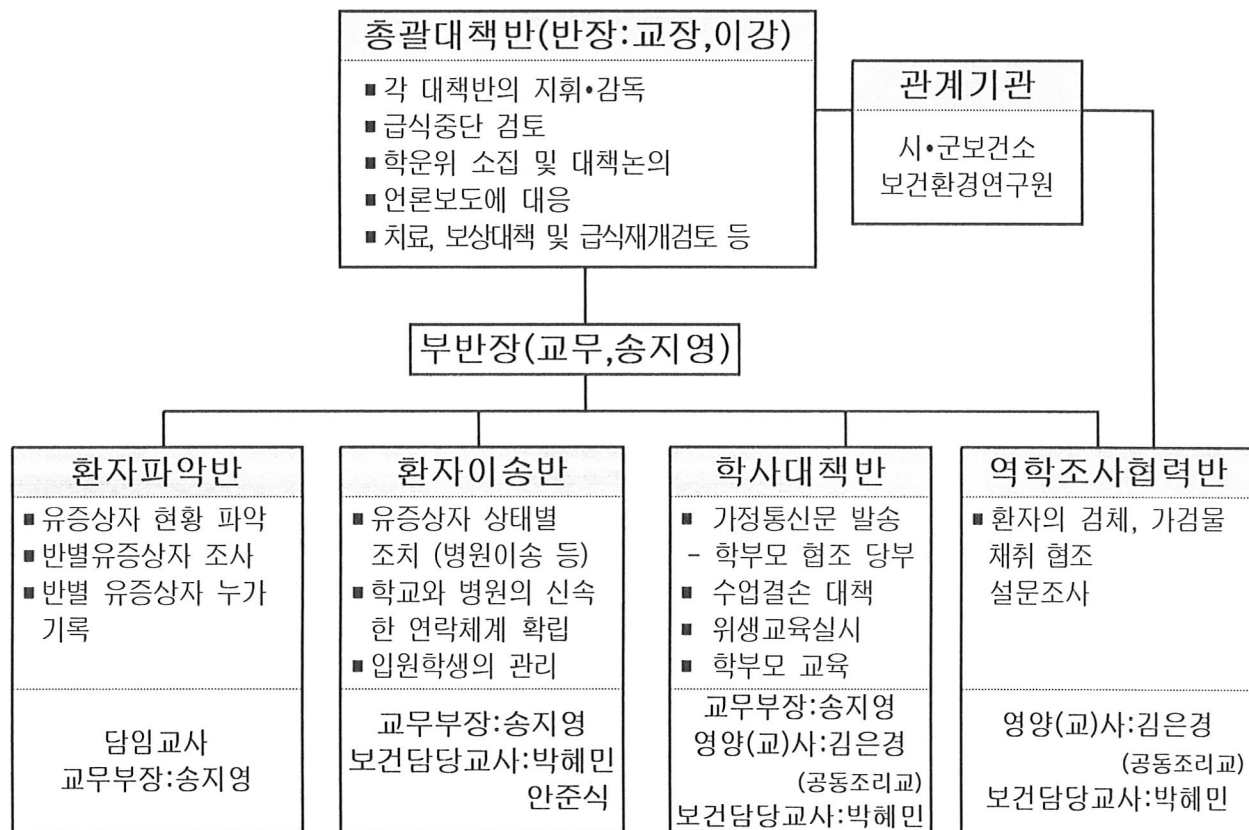 총괄대책반(반장:교장,이강)
■ 각 대책반의 지휘•감독
■ 급식중단 검토
■ 학운위 소집 및 대책논의
■ 언론보도에 대응
■ 치료, 보상대책 및 급식재개검토 등
관계기관
시•군보건소
보건환경연구원
부반장(교무,송지영)
환자파악반
■ 유증상자 현황 파악
■ 반별유증상자 조사
■ 반별 유증상자 누가
기록
담임교사
교무부장:송지영
환자이송반
■ 유증상자 상태별
조치 (병원이송 등)
■ 학교와 병원의 신속
한 연락체계 확립
■ 입원학생의 관리
교무부장:송지영
보건담당교사:박혜민
안준식
학사대책반
■ 가정통신문 발송
- 학부모 협조 당부
■ 수업결손 대책
■ 위생교육실시
■ 학부모 교육
교무부장:송지영
영양(교)사:김은경
(공동조리교)
보건담당교사:박혜민
역학조사협력반
■ 환자의 검체, 가검물
채취 협조
설문조사
영양(교)사:김은경
(공동조리교)
보건담당교사:박혜민